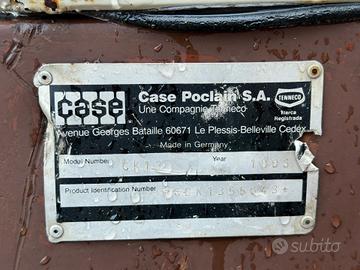 case
Case Poclain S.A.
Une Compagnie Tenneco
TENNECO
Marca
Registrada
Avenue Georges Bataille 60671 Le Plessis-Belleville Cedex
Made in Germany
Model Number
Year
Product Identification Number
subito